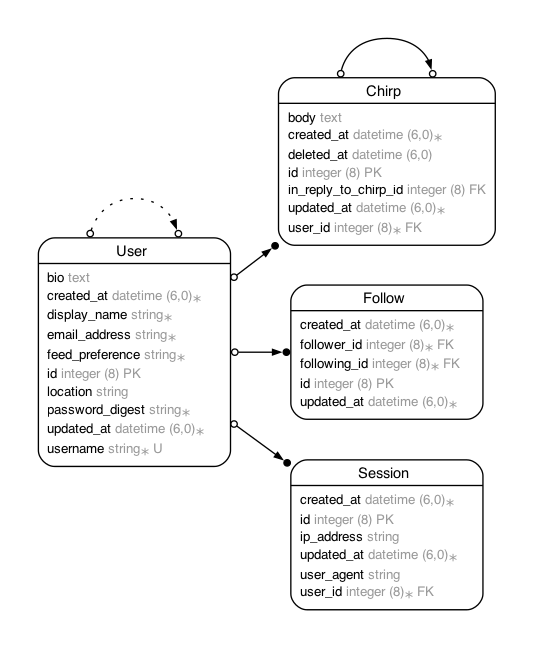 Chirp
body text
created_at datetime (6,0)∗
deleted_at datetime (6,0)
id integer (8) PK
in_reply_to_chirp_id integer (8) FK
updated_at datetime (6,0)∗
user_id integer (8)∗ FK
User
bio text
created_at datetime (6,0)∗
display_name string∗
email_address string∗
feed_preference string∗
id integer (8) PK
location string
password_digest string∗
updated_at datetime (6,0)∗
username string∗ U
Follow
created_at datetime (6,0)∗
follower_id integer (8)∗ FK
following_id integer (8)∗ FK
id integer (8) PK
updated_at datetime (6,0)∗
Session
created_at datetime (6,0)∗
id integer (8) PK
ip_address string
updated_at datetime (6,0)∗
user_agent string
user_id integer (8)∗ FK